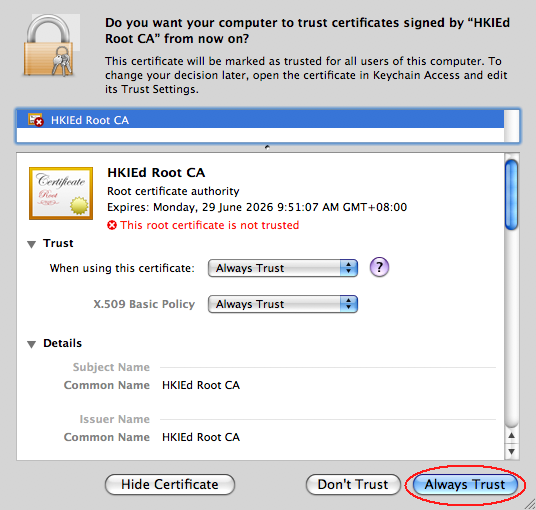 Do you want your computer to trust certificates signed by “HKIEd
Root CA” from now on?
This certificate will be marked as trusted for all users of this computer. To
change your decision later, open the certificate in Keychain Access and edit
its Trust Settings.
HKIEd Root CA
Certificate
Root
HKIEd Root CA
Root certificate authority
Expires: Monday, 29 June 2026 9:51:07 AM GMT+08:00
This root certificate is not trusted
Trust
When using this certificate: Always Trust ?
X.509 Basic Policy Always Trust
Details
Subject Name
Common Name HKIEd Root CA
Issuer Name
Common Name HKIEd Root CA
Hide Certificate Don't Trust Always Trust